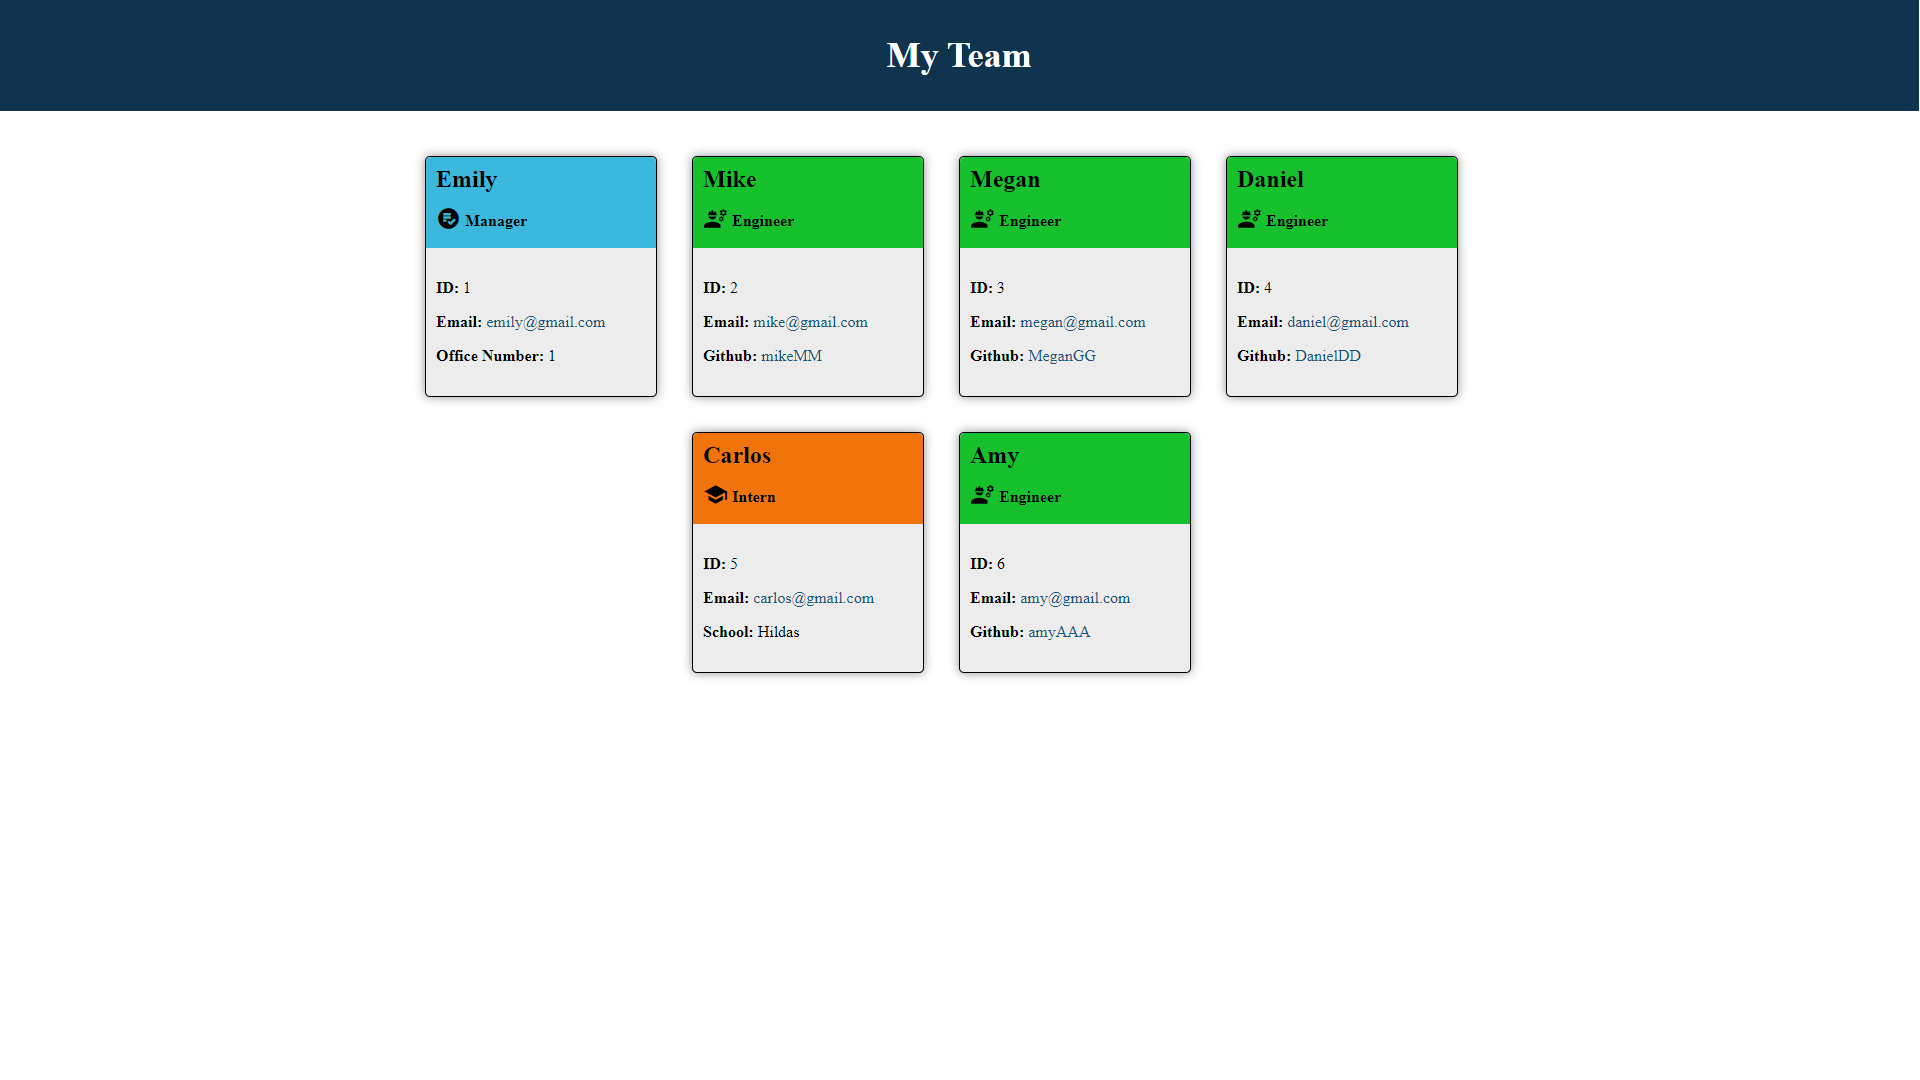 My Team
Emily
Manager
ID: 1
Email: emily@gmail.com
Office Number: 1
Mike
Engineer
ID: 2
Email: mike@gmail.com
Github: mikeMM
Megan
Engineer
ID: 3
Email: megan@gmail.com
Github: MeganGG
Daniel
Engineer
ID: 4
Email: daniel@gmail.com
Github: DanielDD
Carlos
Intern
ID: 5
Email: carlos@gmail.com
School: Hildas
Amy
Engineer
ID: 6
Email: amy@gmail.com
Github: amyAAA